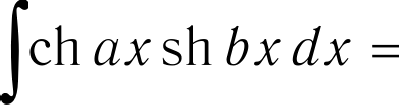 ∫ch ax sh bx dx =